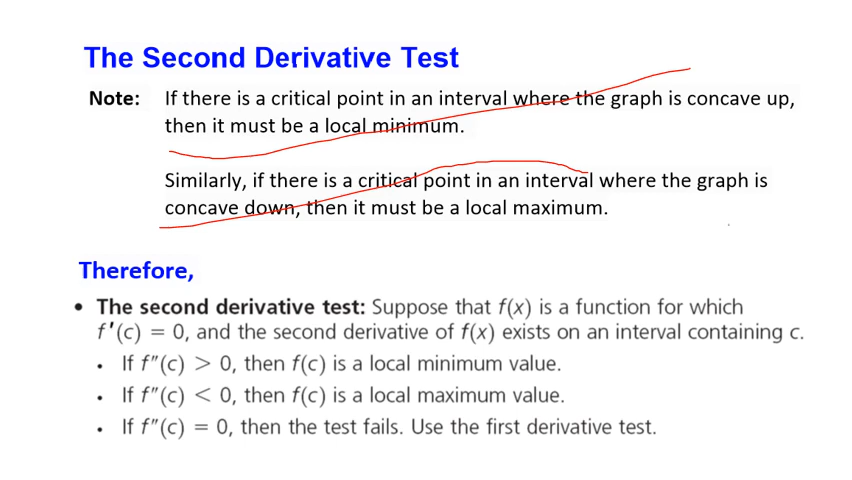 The Second Derivative Test
Note: If there is a critical point in an interval where the graph is concave up,
then it must be a local minimum.
Similarly, if there is a critical point in an interval where the graph is
concave down, then it must be a local maximum.
Therefore,
• The second derivative test: Suppose that f(x) is a function for which
f'(c) = 0, and the second derivative of f(x) exists on an interval containing c.
• If f"(c) > 0, then f(c) is a local minimum value.
• If f"(c) < 0, then f(c) is a local maximum value.
• If f"(c) = 0, then the test fails. Use the first derivative test.